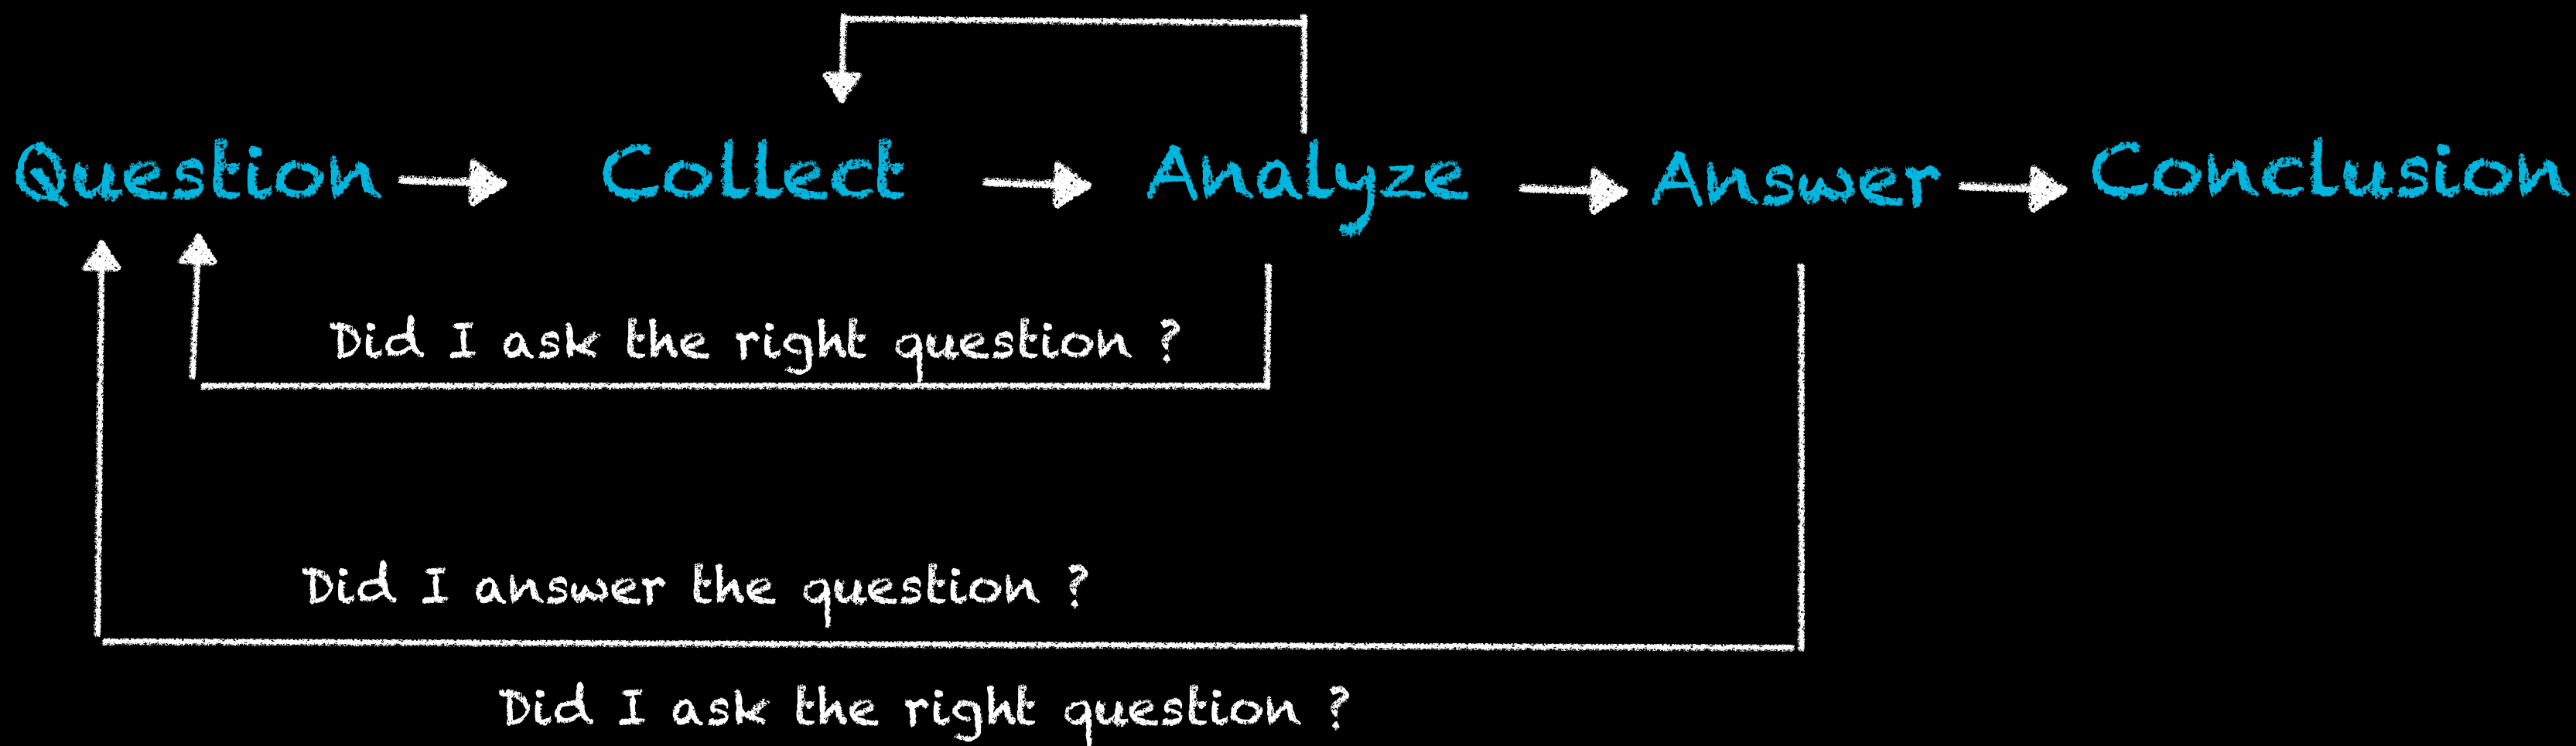 Question Collect Analyze Answer Conclusion
Did I ask the right question ?
Did I answer the question ?
Did I ask the right question ?